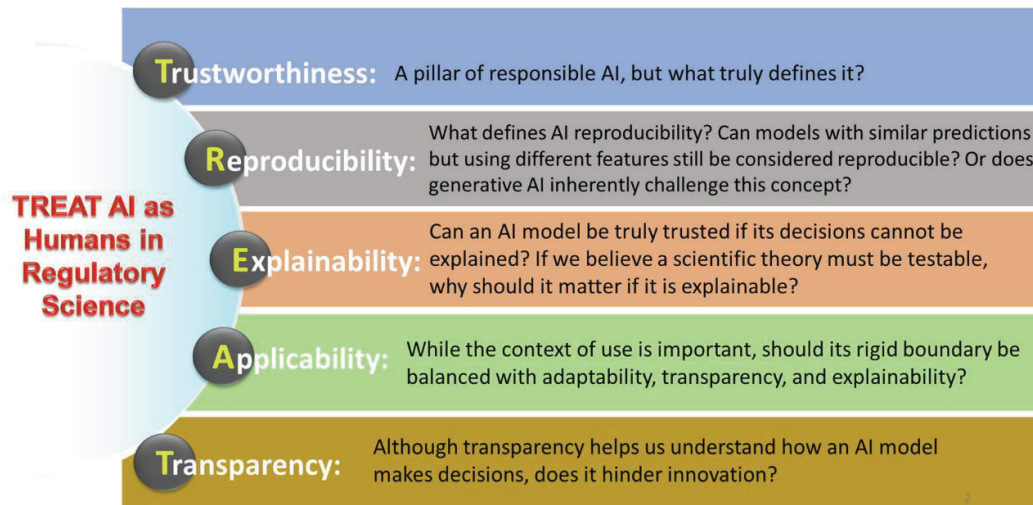 TREAT AI as
Humans in
Regulatory
Science
Trustworthiness: A pillar of responsible AI, but what truly defines it?
Reproducibility: What defines AI reproducibility? Can models with similar predictions
but using different features still be considered reproducible? Or does
generative AI inherently challenge this concept?
Explainability: Can an AI model be truly trusted if its decisions cannot be
explained? If we believe a scientific theory must be testable,
why should it matter if it is explainable?
Applicability: While the context of use is important, should its rigid boundary be
balanced with adaptability, transparency, and explainability?
Transparency: Although transparency helps us understand how an AI model
makes decisions, does it hinder innovation?
2